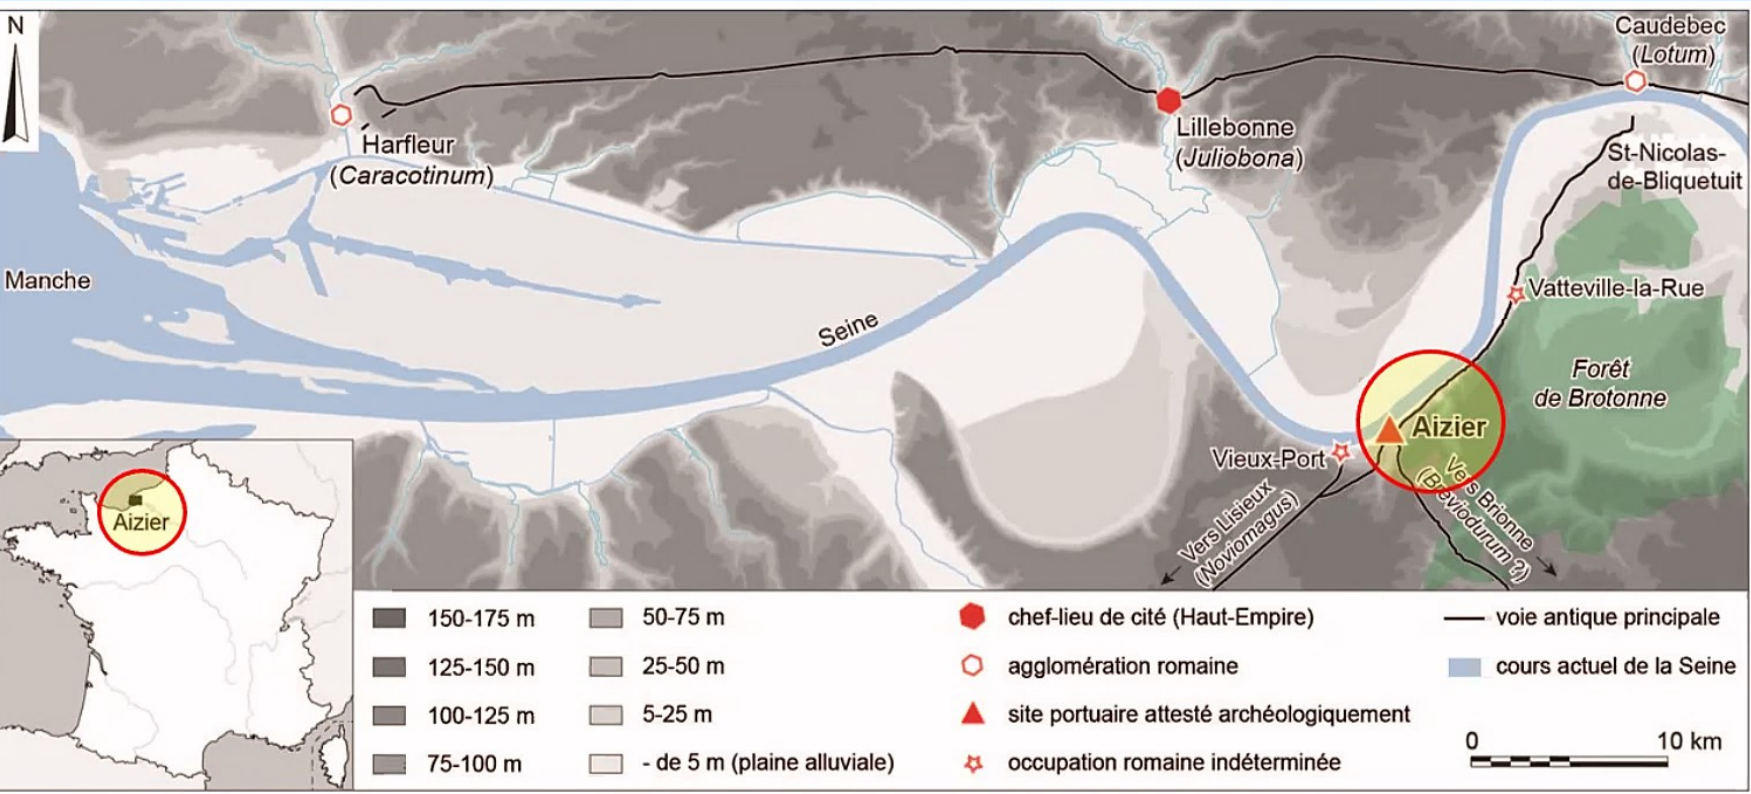 N
Caudebec
(Lotum)
Harfleur
(Caracotinum)
Lillebonne
(Juliobona)
St-Nicolas-
de-Bliquetuit
Manche
Vatteville-la-Rue
Seine
Forêt
de Brotonne
Aizier
Vieux-Port
Vers Lisieux
(Noviomagus)
Vers Brionne
(Breviodurum ?)
Aizier
150-175 m
125-150 m
100-125 m
75-100 m
50-75 m
25-50 m
5-25 m
- de 5 m (plaine alluviale)
chef-lieu de cité (Haut-Empire)
agglomération romaine
site portuaire attesté archéologiquement
occupation romaine indéterminée
voie antique principale
cours actuel de la Seine
0 10 km